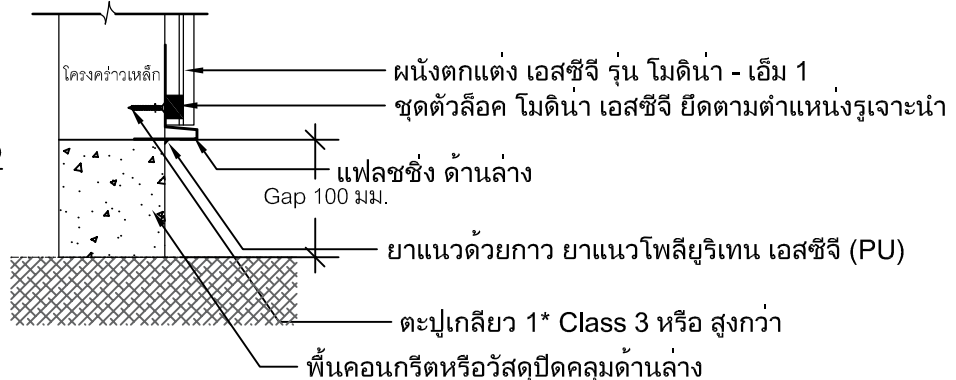 โครงคร่าวเหล็ก
ผนังตกแต่ง เอสซีจี รุ่น โมดิน่า - เอ็ม 1
ชุดตัวล็อค โมดิน่า เอสซีจี ยึดตามตำแหน่งรูเจาะนำ
แฟลชชิ่ง ด้านล่าง
Gap 100 มม.
ยาแนวด้วยกาว ยาแนวโพลียูริเทน เอสซีจี (PU)
ตะปูเกลียว 1* Class 3 หรือ สูงกว่า
พื้นคอนกรีตหรือวัสดุปิดคลุมด้านล่าง